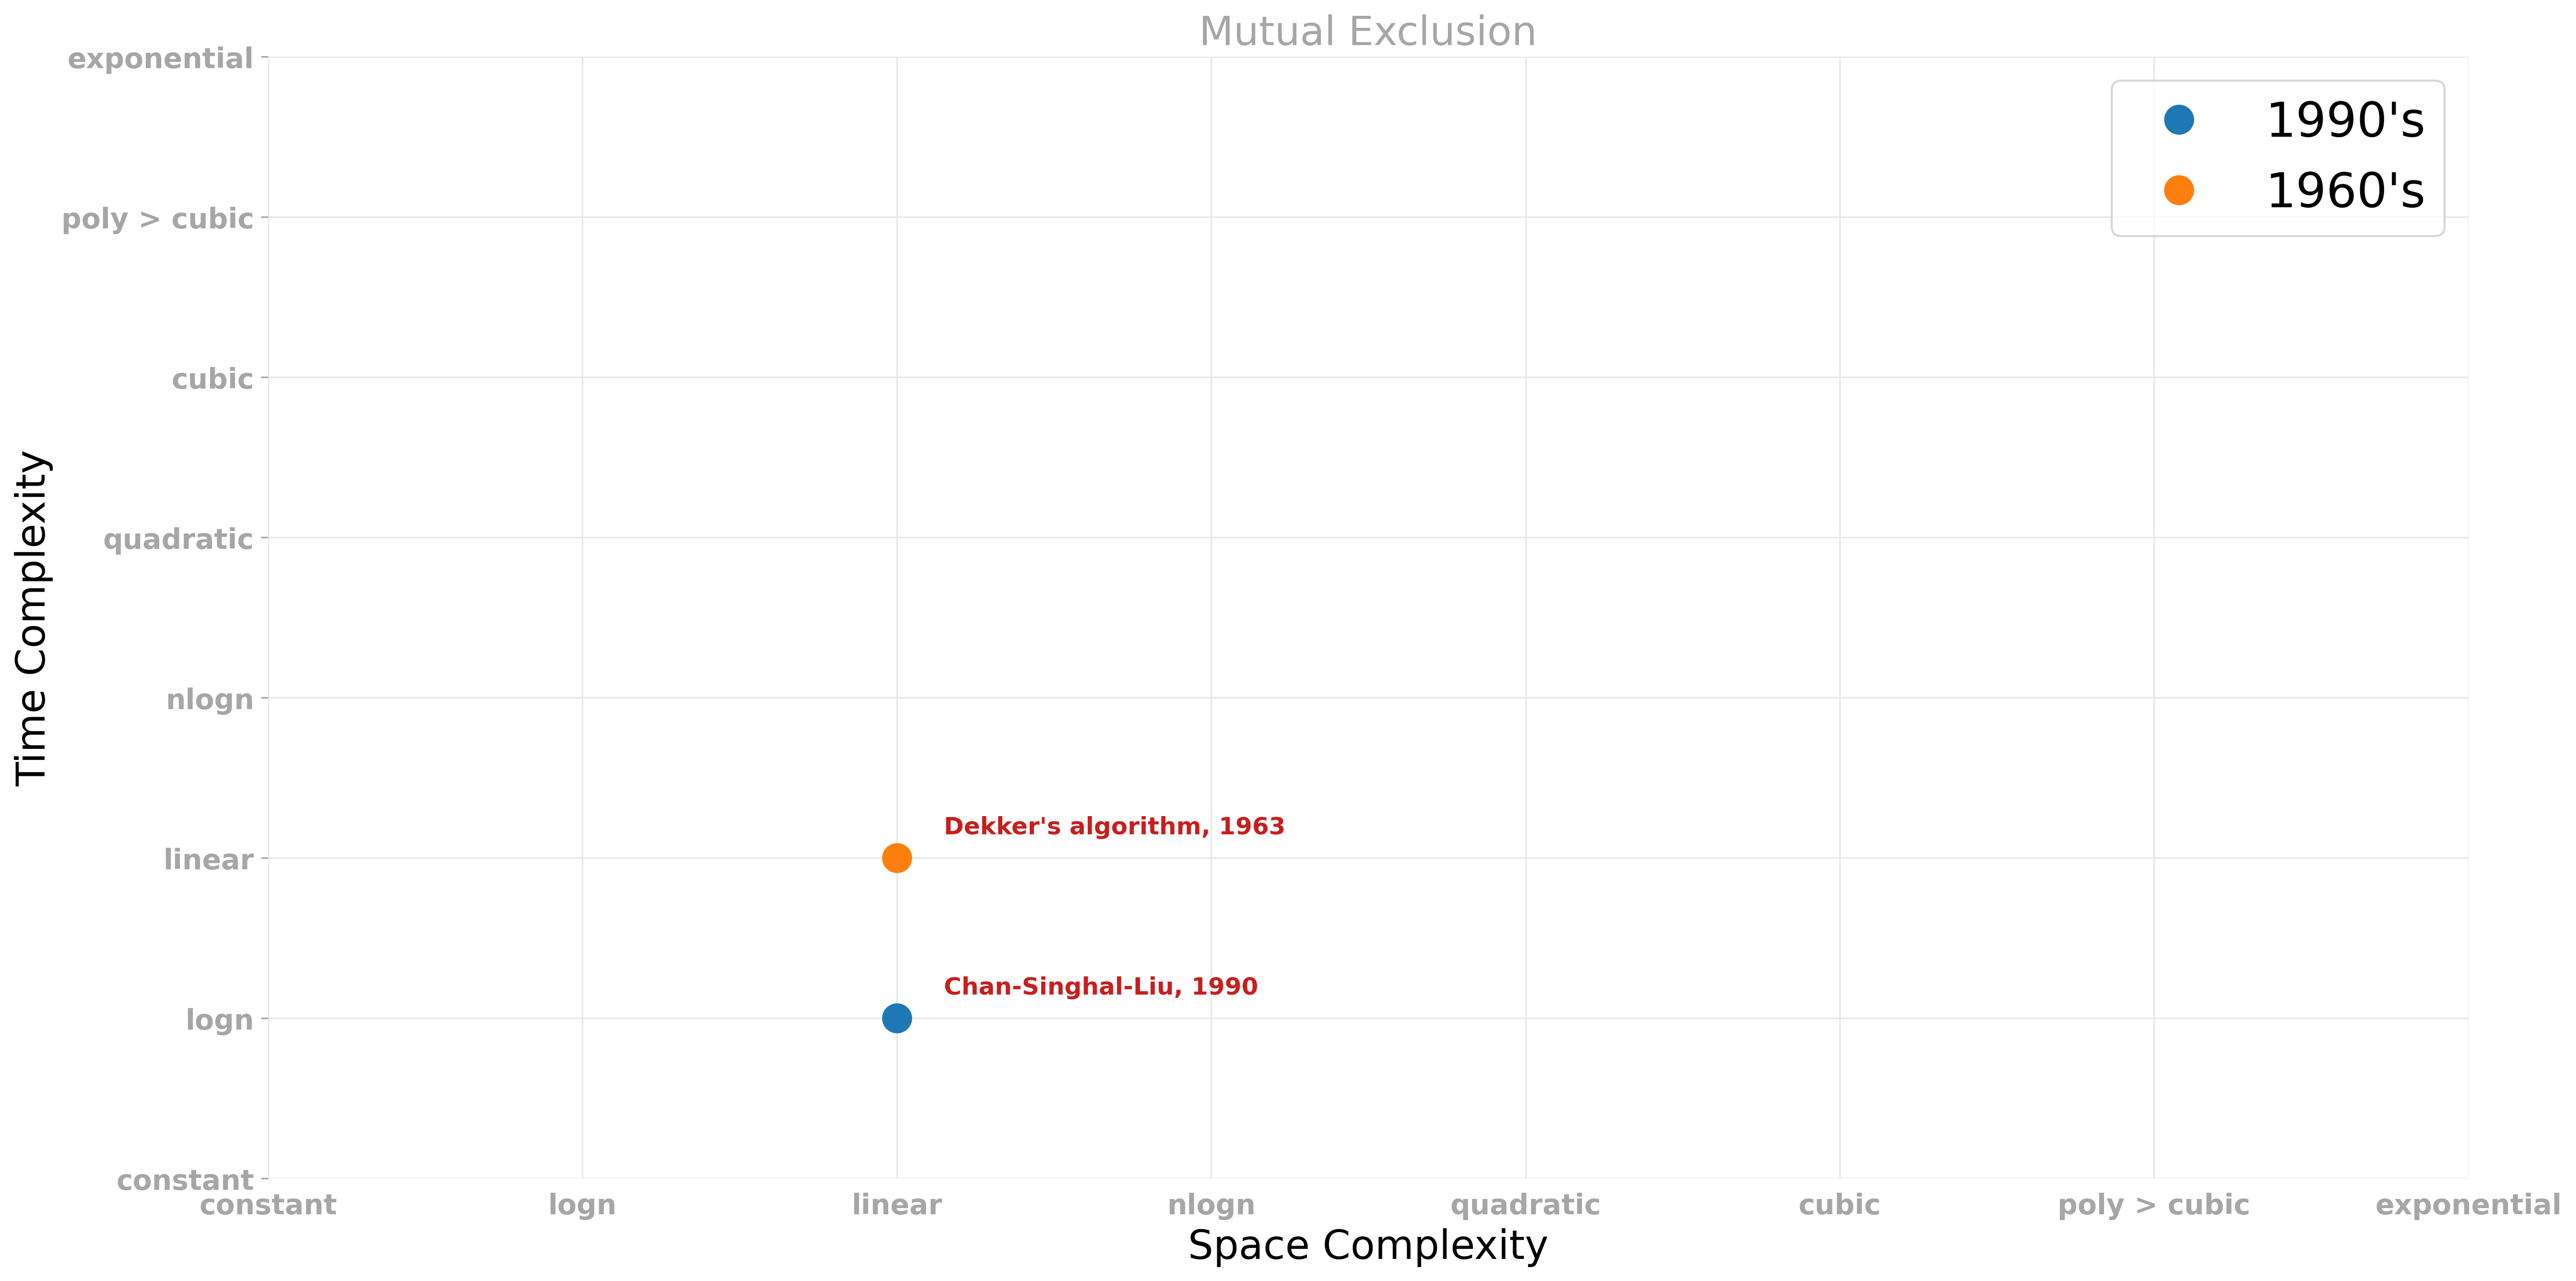 Mutual Exclusion
exponential
poly > cubic
cubic
quadratic
nlogn
linear
logn
constant
Time Complexity
1990's
1960's
Dekker's algorithm, 1963
Chan-Singhal-Liu, 1990
constant
logn
linear
nlogn
quadratic
cubic
poly > cubic
exponential
Space Complexity